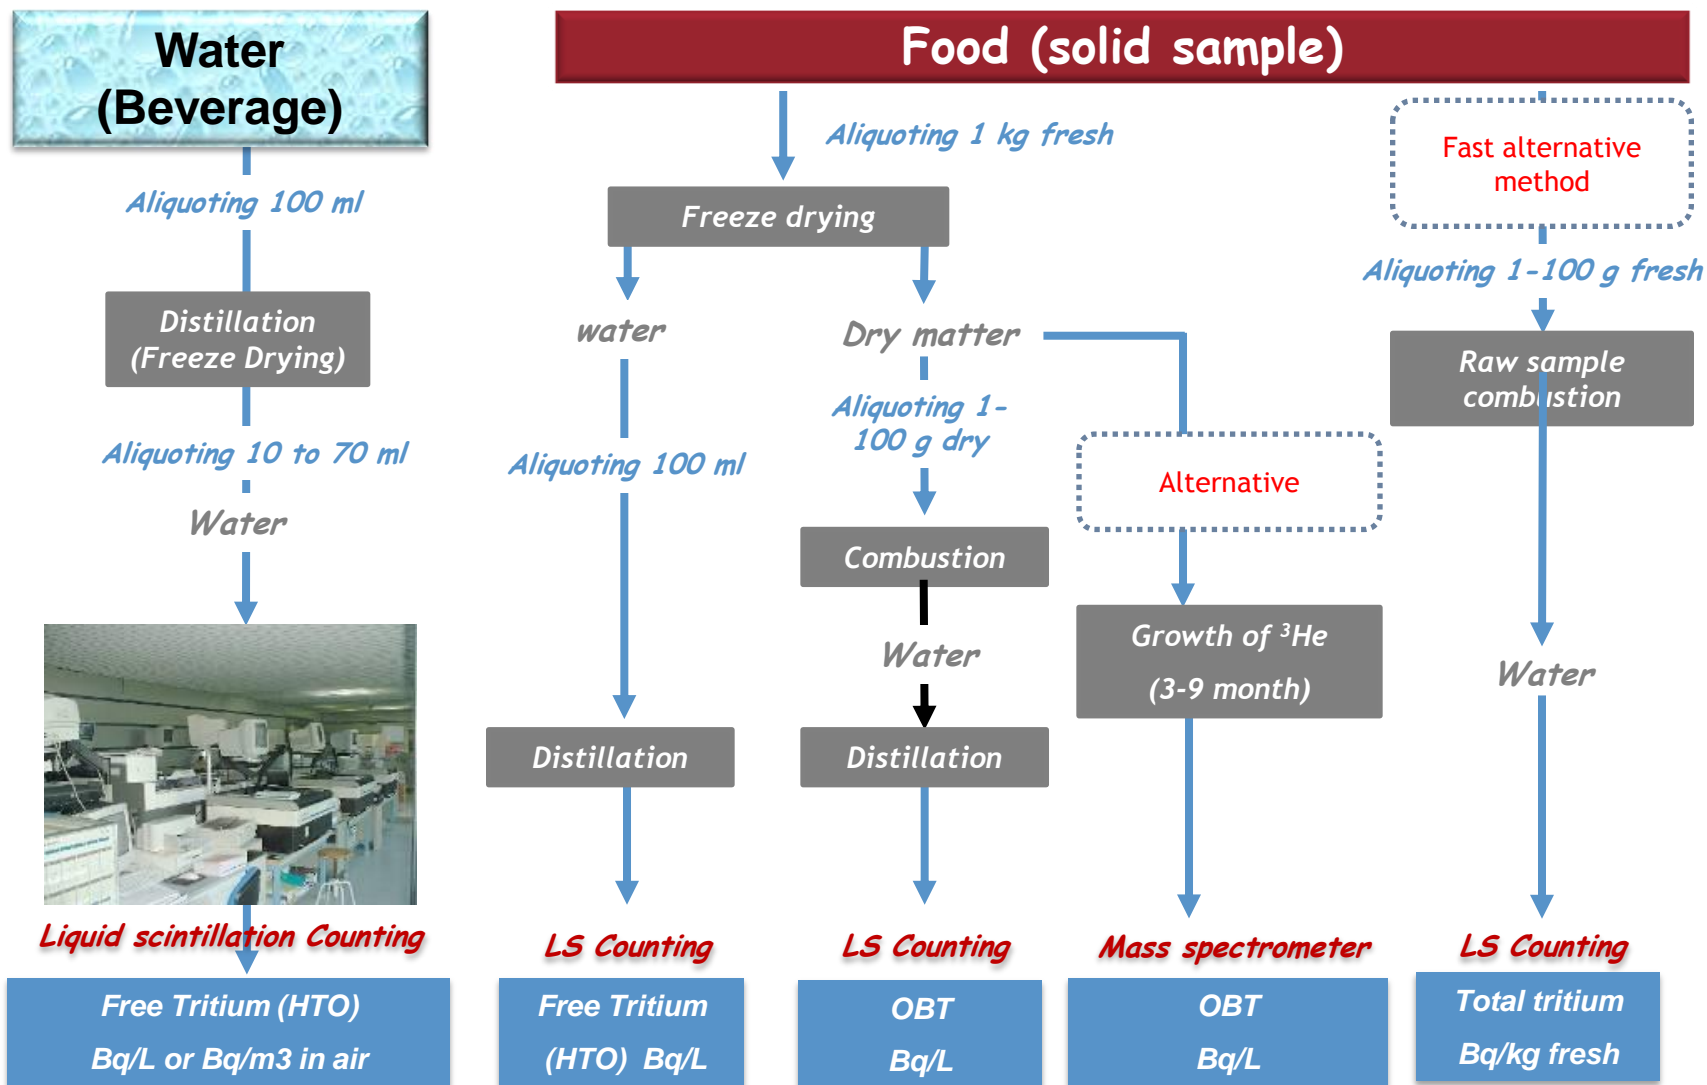 Water
(Beverage)
Aliquoting 100 ml
Distillation
(Freeze Drying)
Aliquoting 10 to 70 ml
Water
Liquid scintillation Counting
Free Tritium (HTO)
Bq/L or Bq/m3 in air
Food (solid sample)
Aliquoting 1 kg fresh
Freeze drying
water
Aliquoting 100 ml
Distillation
LS Counting
Free Tritium
(HTO) Bq/L
Dry matter
Aliquoting 1-
100 g dry
Combustion
Water
Distillation
LS Counting
OBT
Bq/L
Alternative
Growth of ³He
(3-9 month)
Mass spectrometer
OBT
Bq/L
Fast alternative
method
Aliquoting 1-100 g fresh
Raw sample
combustion
Water
LS Counting
Total tritium
Bq/kg fresh